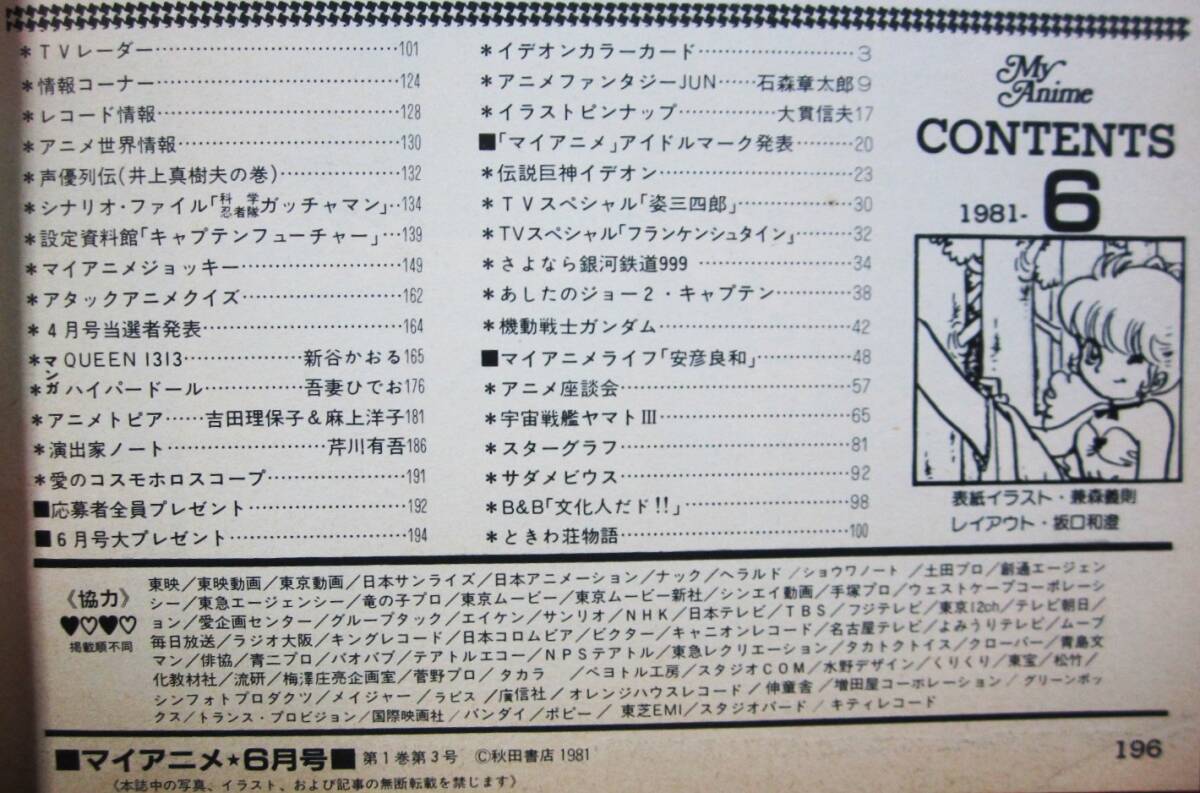 My
Anime
CONTENTS
1981- 6
表紙イラスト・兼森義則
レイアウト・坂口和澄
*イデオンカラーカード…………3
*アニメファンタジーJUN……石森章太郎9
*イラストピンナップ…………大貫信夫17
■「マイアニメ」アイドルマーク発表………20
*伝説巨神イデオン…………23
*TVスペシャル「姿三四郎」…………30
*TVスペシャル「フランケンシュタイン」………32
*さよなら銀河鉄道999…………34
*あしたのジョー2・キャプテン…………38
*機動戦士ガンダム…………42
■マイアニメライフ「安彦良和」…………48
*アニメ座談会…………57
*宇宙戦艦ヤマトⅢ…………65
*スターグラフ…………81
*サダメビウス…………92
*B&B「文化人だド!!」…………98
*ときわ荘物語…………100
*TVレーダー…………101
*情報コーナー…………124
*レコード情報…………128
*アニメ世界情報…………130
*声優列伝(井上真樹夫の巻)…………132
*シナリオ・ファイル「科学忍者隊ガッチャマン」…134
*設定資料館「キャプテンフューチャー」…139
*マイアニメジョッキー…………149
*アタックアニメクイズ…………162
*4月号当選者発表…………164
マンガ
*QUEEN 1313…………新谷かおる165
*ハイパードール…………吾妻ひでお176
*アニメトピア……吉田理保子&麻上洋子181
*演出家ノート…………芹川有吾186
*愛のコスモホロスコープ…………191
■応募者全員プレゼント…………192
■6月号大プレゼント…………194
《協力》
♥♡♥♡
掲載順不同
東映/東映動画/東京動画/日本サンライズ/日本アニメーション/ナック/ヘラルド/ショウワノート/土田プロ/創通エージェン
シー/東急エージェンシー/竜の子プロ/東京ムービー/東京ムービー新社/シンエイ動画/手塚プロ/ウェストケープコーポレーシ
ョン/愛企画センター/グループタック/エイケン/サンリオ/NHK/日本テレビ/TBS/フジテレビ/東京12ch/テレビ朝日/
毎日放送/ラジオ大阪/キングレコード/日本コロムビア/ビクター/キャニオンレコード/名古屋テレビ/よみうりテレビ/ムーブ
マン/俳協/青二プロ/バオバブ/テアトルエコー/NPSテアトル/東急レクリエーション/タカトクトイス/クローバー/青島文
化教材社/流研/梅澤庄亮企画室/菅野プロ/タカラ/ペヨトル工房/スタジオCOM/水野デザイン/くりくり/東宝/松竹/
シンフォトプロダクツ/メイジャー/ラビス/廣信社/オレンジハウスレコード/伸童舎/増田屋コーポレーション/グリーンボッ
クス/トランス・プロビジョン/国際映画社/バンダイ/ポピー/東芝EMI/スタジオバード/キティレコード
■マイアニメ★6月号■ 第1巻第3号 ©秋田書店1981
(本誌中の写真、イラスト、および記事の無断転載を禁じます)
196